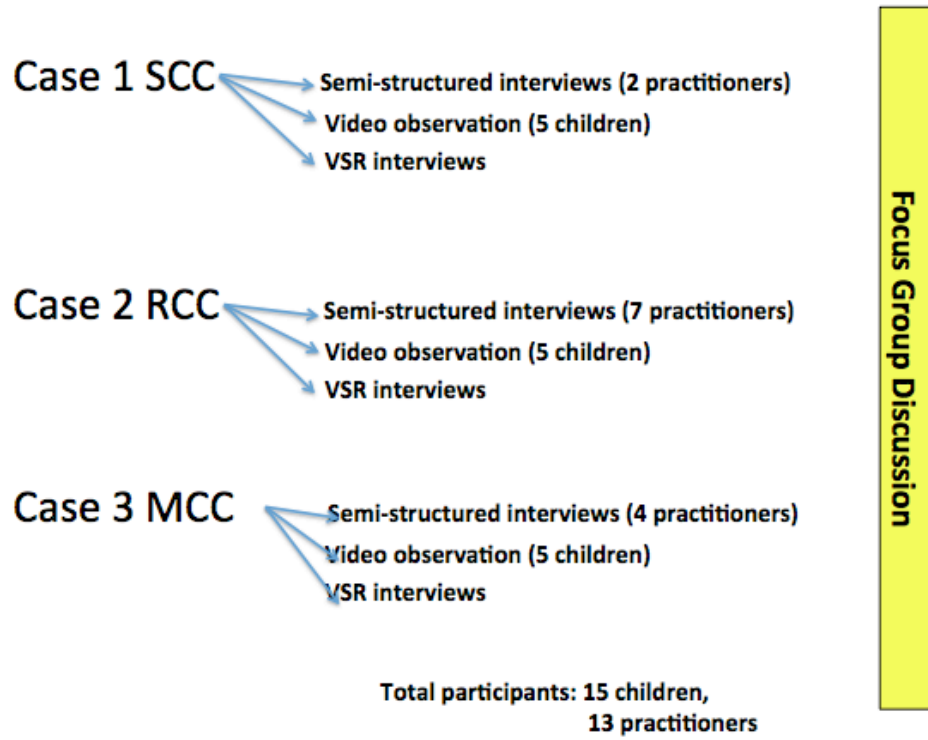 Case 1 SCC
Semi-structured interviews (2 practitioners)
Video observation (5 children)
VSR interviews
Case 2 RCC
Semi-structured interviews (7 practitioners)
Video observation (5 children)
VSR interviews
Case 3 MCC
Semi-structured interviews (4 practitioners)
Video observation (5 children)
VSR interviews
Total participants: 15 children,
13 practitioners
Focus Group Discussion